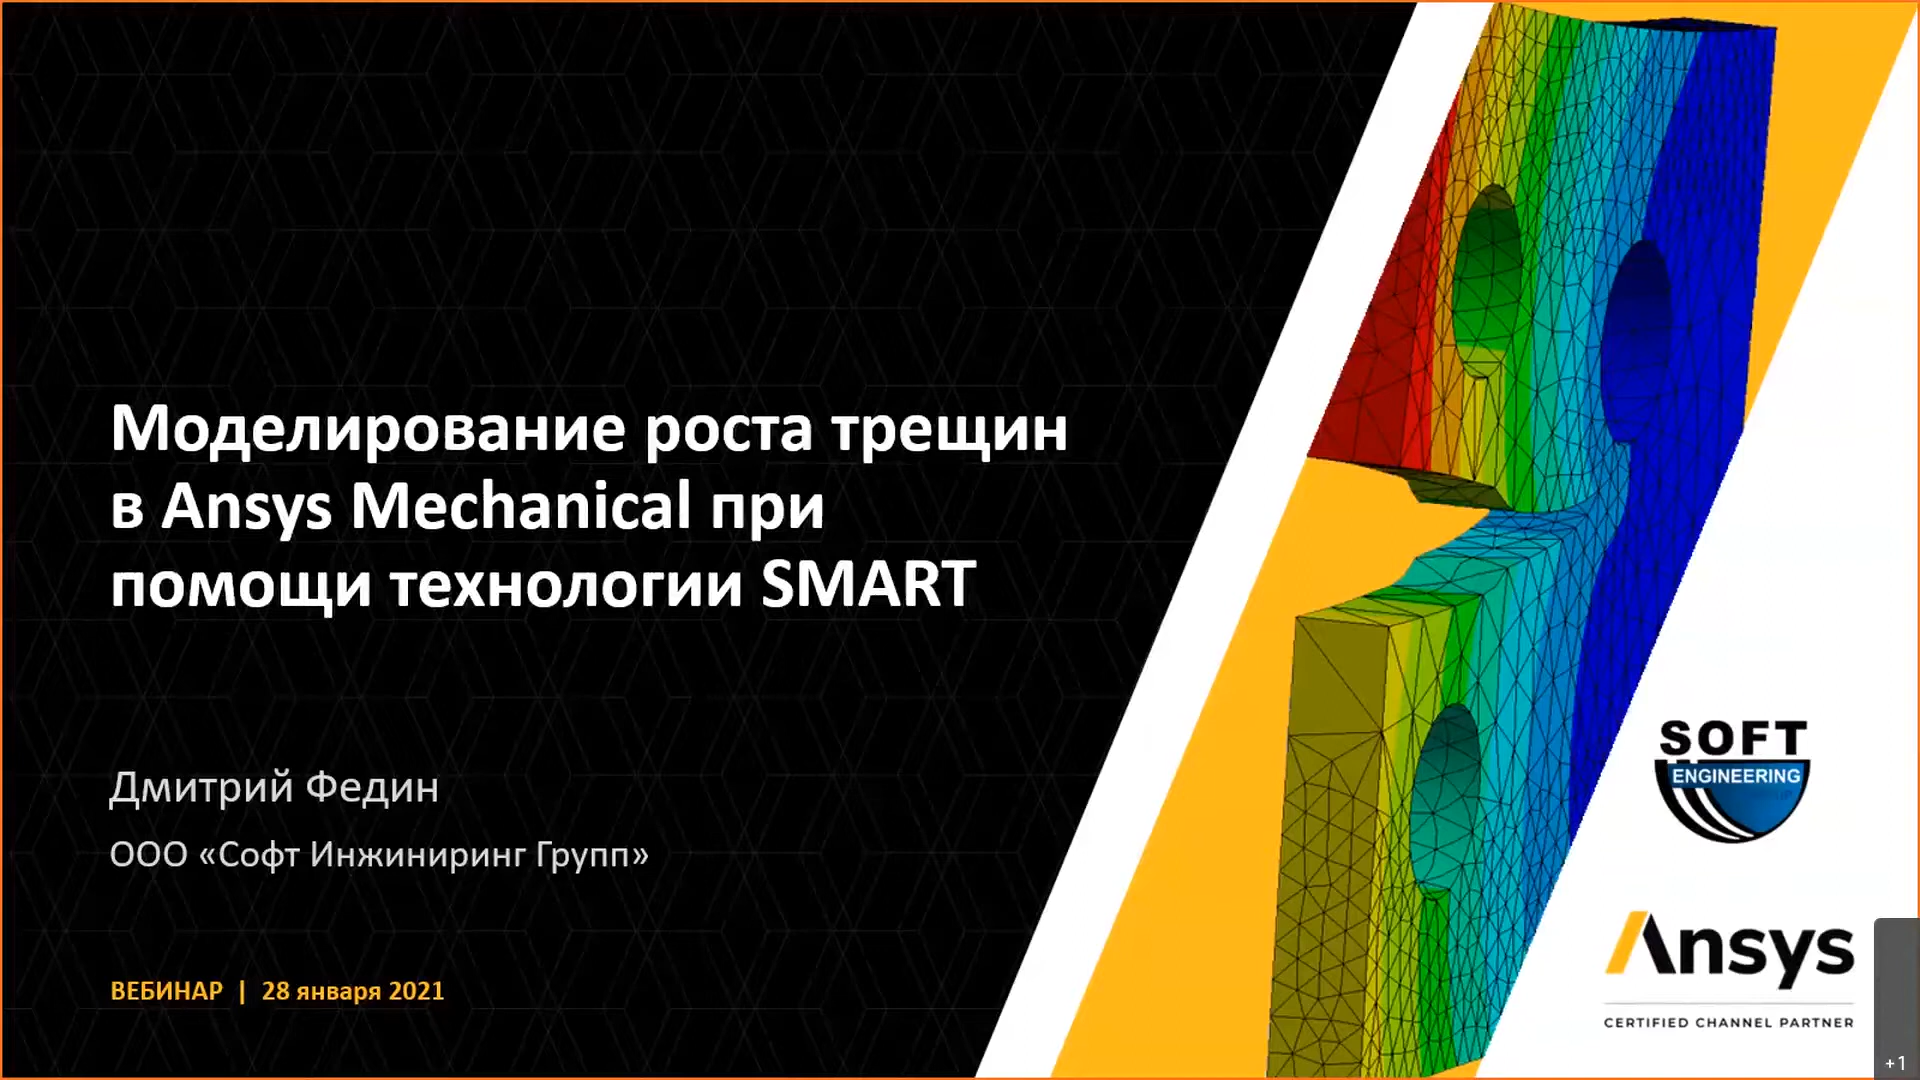 Моделирование роста трещин
в Ansys Mechanical при
помощи технологии SMART
Дмитрий Федин
ООО «Софт Инжиниринг Групп»
ВЕБИНАР | 28 января 2021
SOFT
ENGINEERING
Ansys
CERTIFIED CHANNEL PARTNER
+1